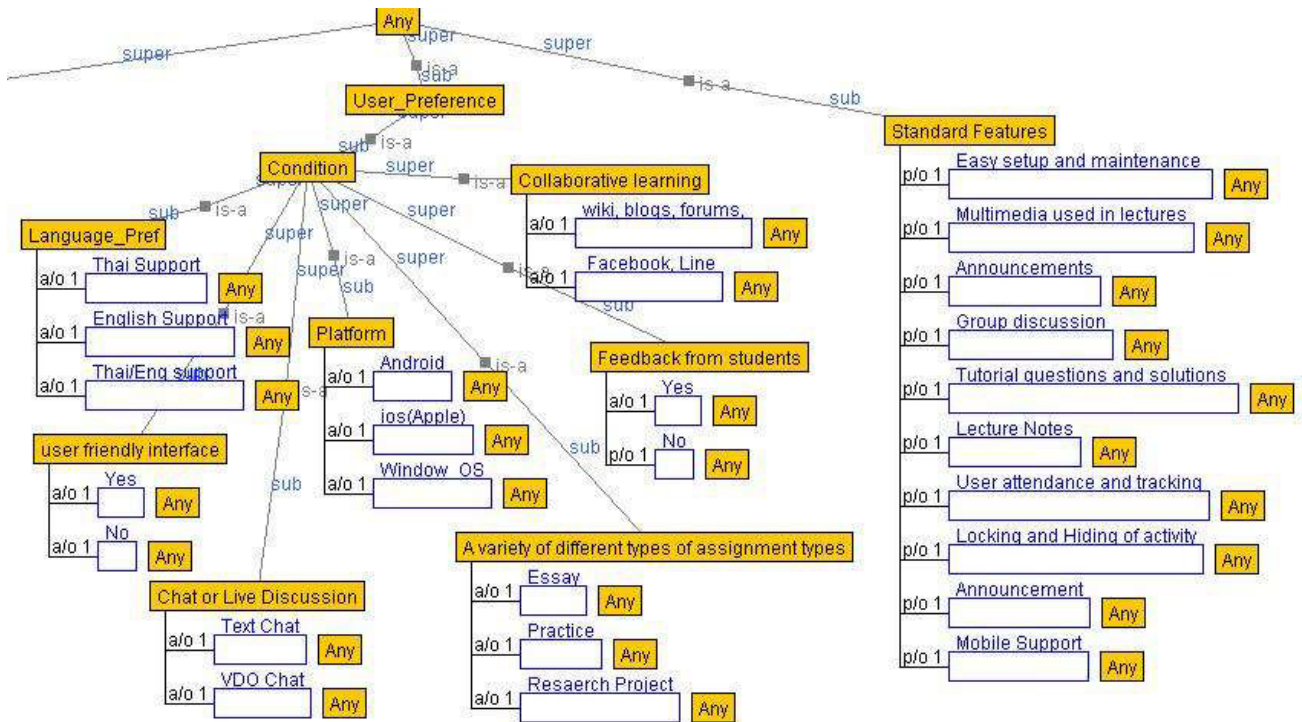 Any
super
super
super
is-a
is-a
sub
sub
User_Preference
super
is-a
sub
Condition
super
super
is-a
sub
Language_Pref
a/o 1 Thai Support Any
a/o 1 English Support Any
a/o 1 Thai/Eng support Any
super
is-a
sub
user friendly interface
a/o 1 Yes Any
a/o 1 No Any
super
is-a
sub
Chat or Live Discussion
a/o 1 Text Chat Any
a/o 1 VDO Chat Any
super
is-a
sub
Platform
a/o 1 Android Any
a/o 1 ios(Apple) Any
a/o 1 Window_OS Any
super
is-a
sub
A variety of different types of assignment types
a/o 1 Essay Any
a/o 1 Practice Any
a/o 1 Resaerch Project Any
super
is-a
sub
Feedback from students
a/o 1 Yes Any
p/o 1 No Any
is-a
Collaborative learning
a/o 1 wiki, blogs, forums, Any
a/o 1 Facebook, Line Any
Standard Features
p/o 1 Easy setup and maintenance Any
p/o 1 Multimedia used in lectures Any
p/o 1 Announcements Any
p/o 1 Group discussion Any
p/o 1 Tutorial questions and solutions Any
p/o 1 Lecture Notes Any
p/o 1 User attendance and tracking Any
p/o 1 Locking and Hiding of activity Any
p/o 1 Announcement Any
p/o 1 Mobile Support Any